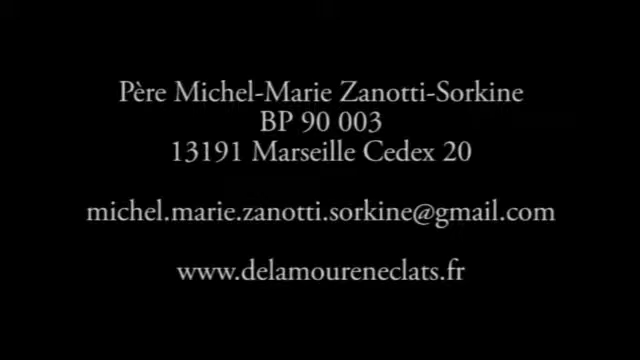 Père Michel-Marie Zanotti-Sorkine
BP 90 003
13191 Marseille Cedex 20
michel.marie.zanotti.sorkine@gmail.com
www.delamoureneclats.fr